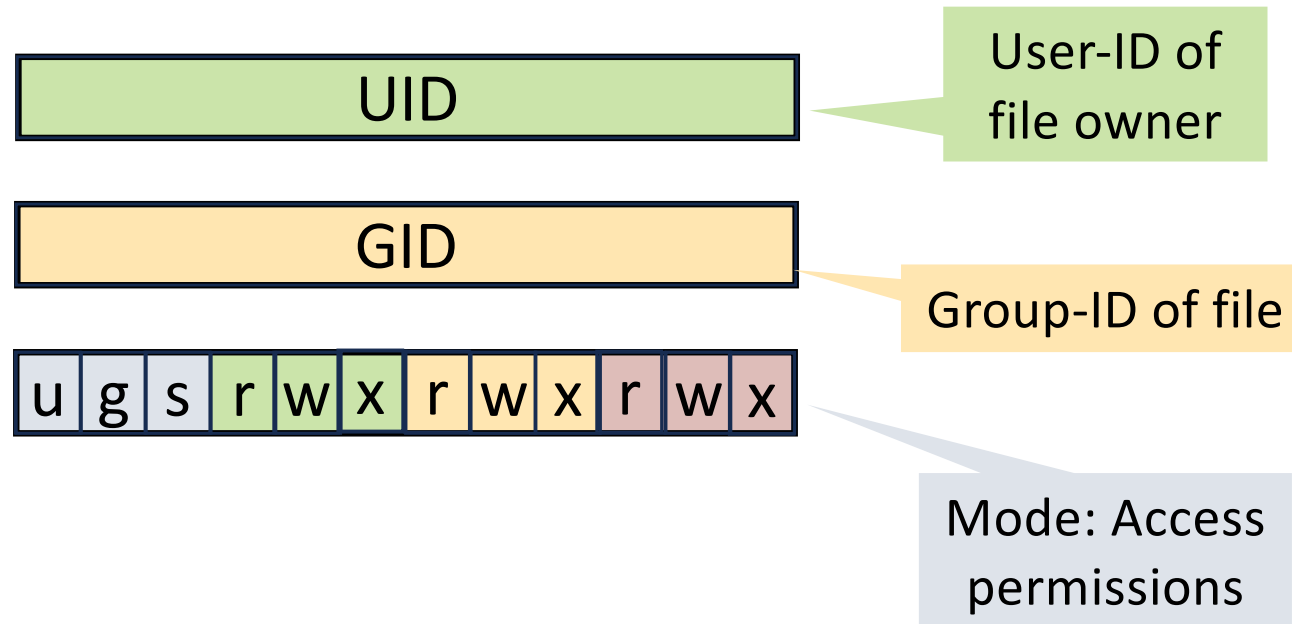 User-ID of
file owner
UID
GID
Group-ID of file
u g s r w x r w x r w x
Mode: Access
permissions